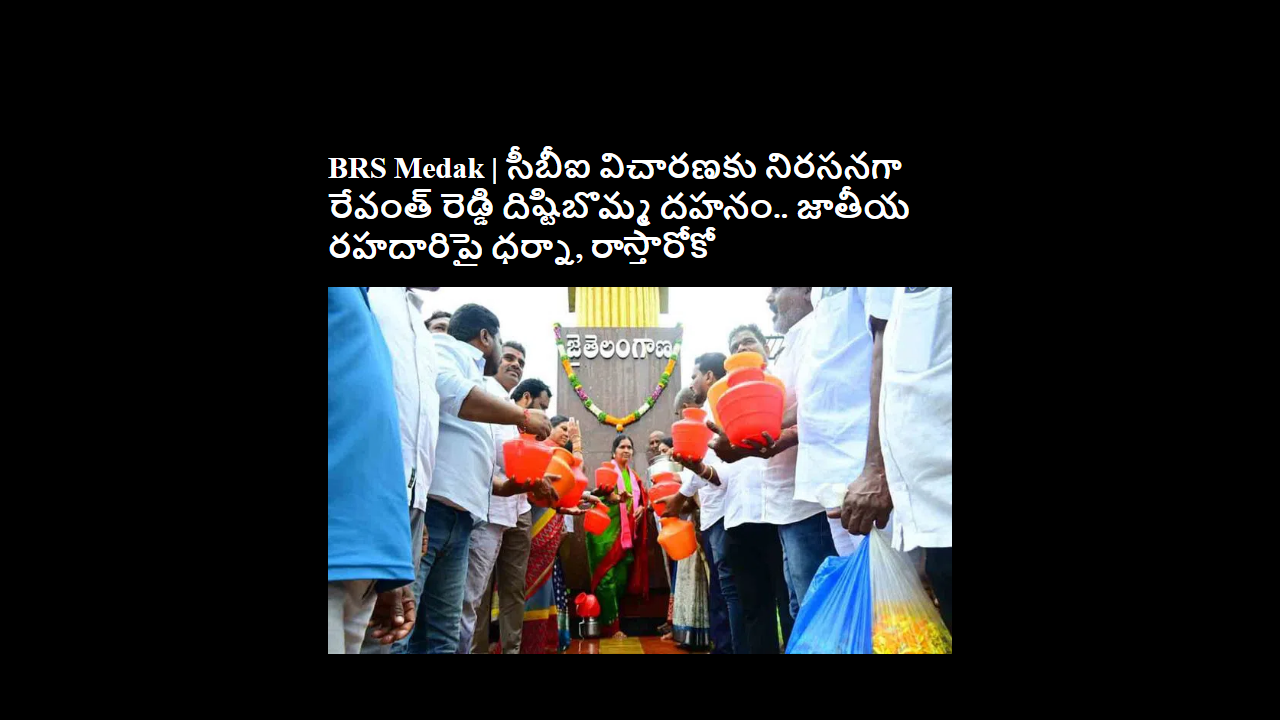 BRS Medak | సీబీఐ విచారణకు నిరసనగా
రేవంత్ రెడ్డి దిష్టిబొమ్మ దహనం.. జాతీయ
రహదారిపై ధర్నా, రాస్తారోకో
జై తెలంగాణ